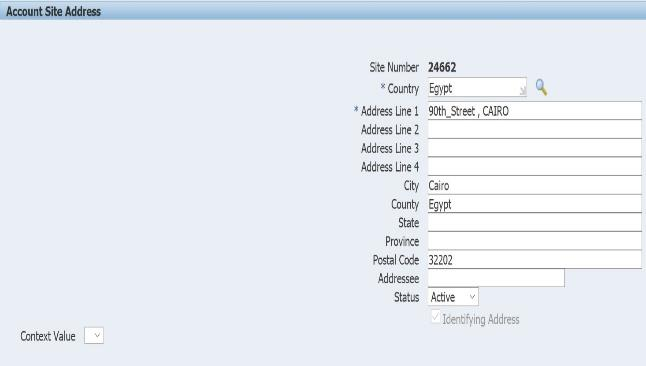 Account Site Address
Site Number 24662
* Country Egypt
* Address Line 1 90th_Street , CAIRO
Address Line 2
Address Line 3
Address Line 4
City Cairo
County Egypt
State
Province
Postal Code 32202
Addressee
Status Active
Identifying Address
Context Value